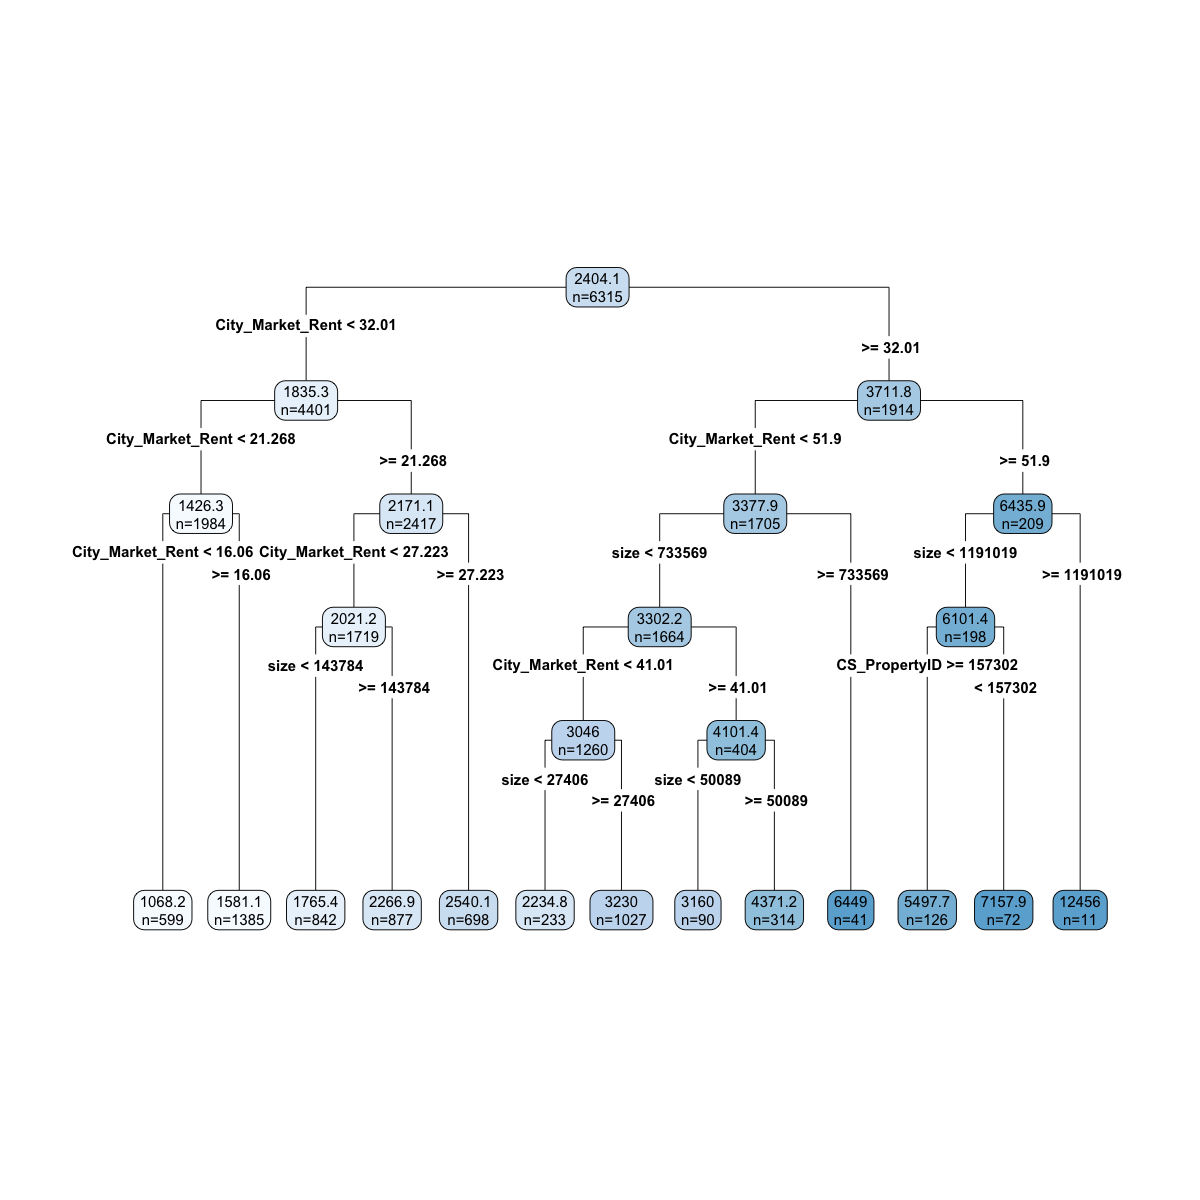 2404.1
n=6315
City_Market_Rent < 32.01
>= 32.01
1835.3
n=4401
3711.8
n=1914
City_Market_Rent < 21.268
>= 21.268
City_Market_Rent < 51.9
>= 51.9
1426.3
n=1984
2171.1
n=2417
3377.9
n=1705
6435.9
n=209
City_Market_Rent < 16.06
>= 16.06
City_Market_Rent < 27.223
>= 27.223
size < 733569
>= 733569
size < 1191019
>= 1191019
2021.2
n=1719
3302.2
n=1664
6101.4
n=198
size < 143784
>= 143784
City_Market_Rent < 41.01
>= 41.01
CS_PropertyID >= 157302
< 157302
3046
n=1260
4101.4
n=404
size < 27406
>= 27406
size < 50089
>= 50089
1068.2
n=599
1581.1
n=1385
1765.4
n=842
2266.9
n=877
2540.1
n=698
2234.8
n=233
3230
n=1027
3160
n=90
4371.2
n=314
6449
n=41
5497.7
n=126
7157.9
n=72
12456
n=11